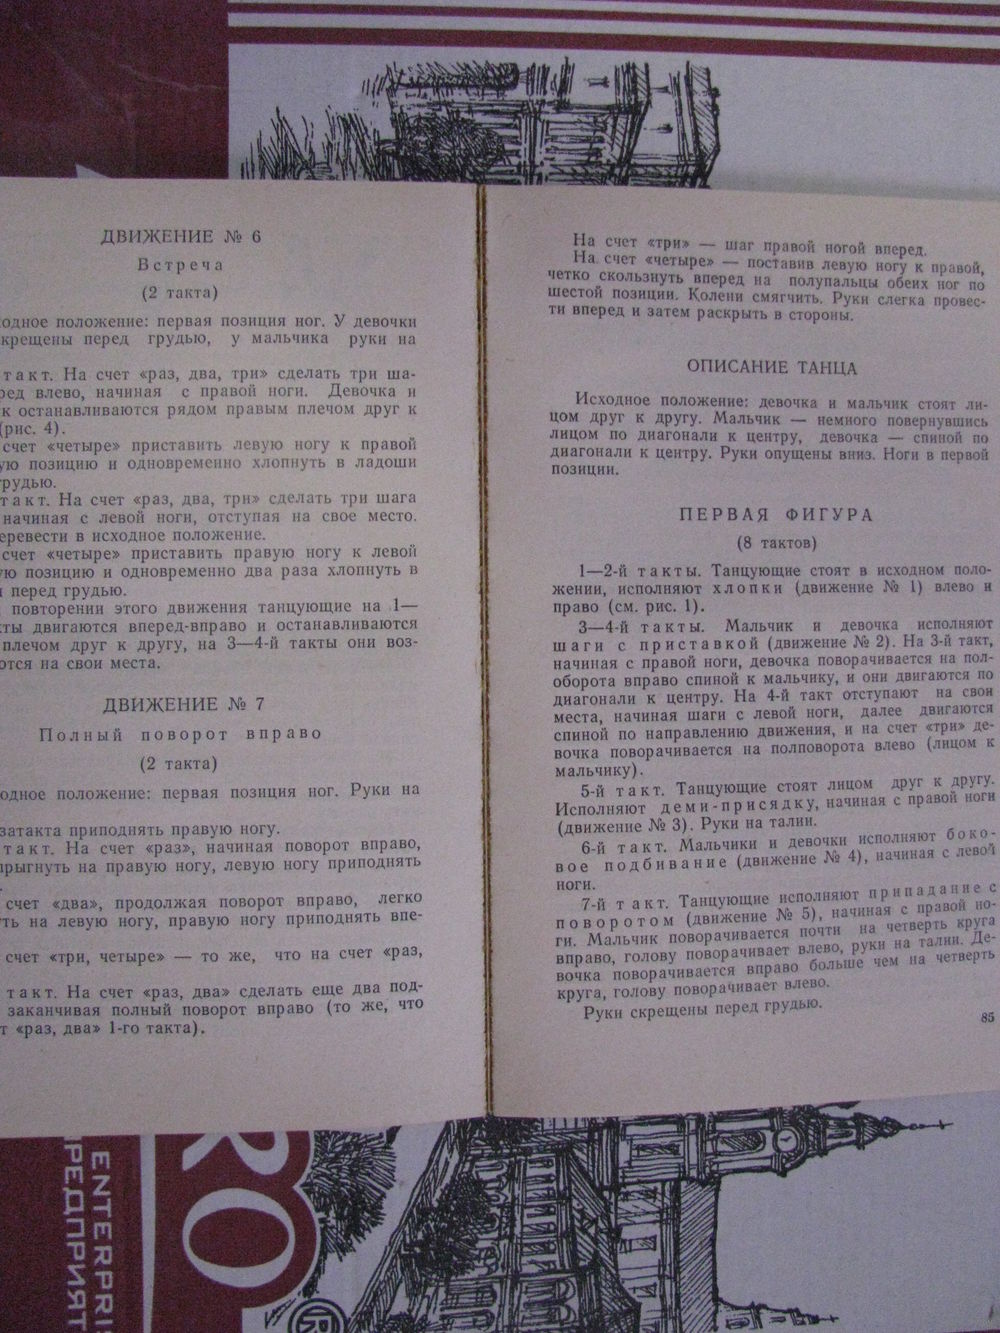 ДВИЖЕНИЕ № 6
Встреча
(2 такта)
положение: первая позиция ног. У девочки
перед грудью, у мальчика руки на
такт. На счет «раз, два, три» сделать три ша-
влево, начиная с правой ноги. Девочка и
останавливаются рядом правым плечом друг к
(рис. 4).
счет «четыре» приставить левую ногу к правой
позицию и одновременно хлопнуть в ладоши
такт. На счет «раз, два, три» сделать три шага
начиная с левой ноги, отступая на свое место.
в исходное положение.
счет «четыре» приставить правую ногу к левой
позицию и одновременно два раза хлопнуть в
перед грудью.
повторении этого движения танцующие на 1—
двигаются вперед-вправо и останавливаются
плечом друг к другу, на 3—4-й такты они воз-
на свои места.
ДВИЖЕНИЕ № 7
Полный поворот вправо
(2 такта)
положение: первая позиция ног. Руки на
затакта приподнять правую ногу.
такт. На счет «раз», начиная поворот вправо,
на правую ногу, левую ногу приподнять
счет «два», продолжая поворот вправо, легко
на левую ногу, правую ногу приподнять впе-
счет «три, четыре» — то же, что на счет «раз,
такт. На счет «раз, два» сделать еще два под-
заканчивая полный поворот вправо (то же, что
«раз, два» 1-го такта).
На счет «три» — шаг правой ногой вперед.
На счет «четыре» — поставив левую ногу к правой,
четко скользнуть вперед на полупальцы обеих ног по
шестой позиции. Колени смягчить. Руки слегка провес-
ти вперед и затем раскрыть в стороны.
ОПИСАНИЕ ТАНЦА
Исходное положение: девочка и мальчик стоят ли-
цом друг к другу. Мальчик — немного повернувшись
лицом по диагонали к центру, девочка — спиной по
диагонали к центру. Руки опущены вниз. Ноги в первой
позиции.
ПЕРВАЯ ФИГУРА
(8 тактов)
1—2-й такты. Танцующие стоят в исходном поло-
жении, исполняют хлопки (движение № 1) влево и
право (см. рис. 1).
3—4-й такты. Мальчик и девочка исполняют
шаги с приставкой (движение № 2). На 3-й такт,
начиная с правой ноги, девочка поворачивается на пол-
оборота вправо спиной к мальчику, и они двигаются по
диагонали к центру. На 4-й такт отступают на свои
места, начиная шаги с левой ноги, далее двигаются
спиной по направлению движения, и на счет «три» де-
вочка поворачивается на полповорота влево (лицом к
мальчику).
5-й такт. Танцующие стоят лицом друг к другу.
Исполняют деми-присядку, начиная с правой ноги
(движение № 3). Руки на талии.
6-й такт. Мальчики и девочки исполняют боко-
вое подбивание (движение № 4), начиная с левой
ноги.
7-й такт. Танцующие исполняют припадание с
поворотом (движение № 5), начиная с правой но-
ги. Мальчик поворачивается почти на четверть круга
вправо, голову поворачивает влево, руки на талии. Де-
вочка поворачивается вправо больше чем на четверть
круга, голову поворачивает влево.
Руки скрещены перед грудью.
85
RO
®